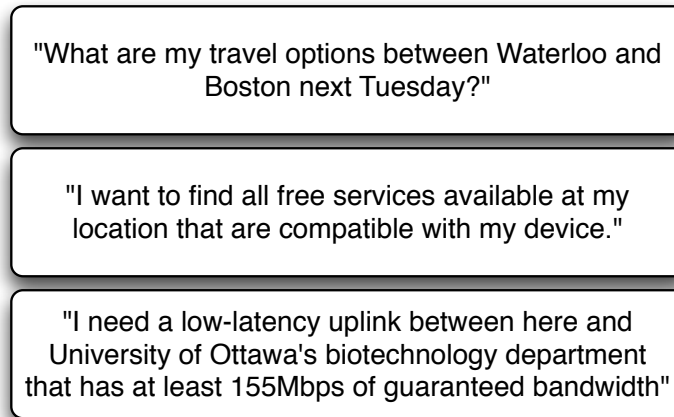 "What are my travel options between Waterloo and
Boston next Tuesday?"
"I want to find all free services available at my
location that are compatible with my device."
"I need a low-latency uplink between here and
University of Ottawa's biotechnology department
that has at least 155Mbps of guaranteed bandwidth"